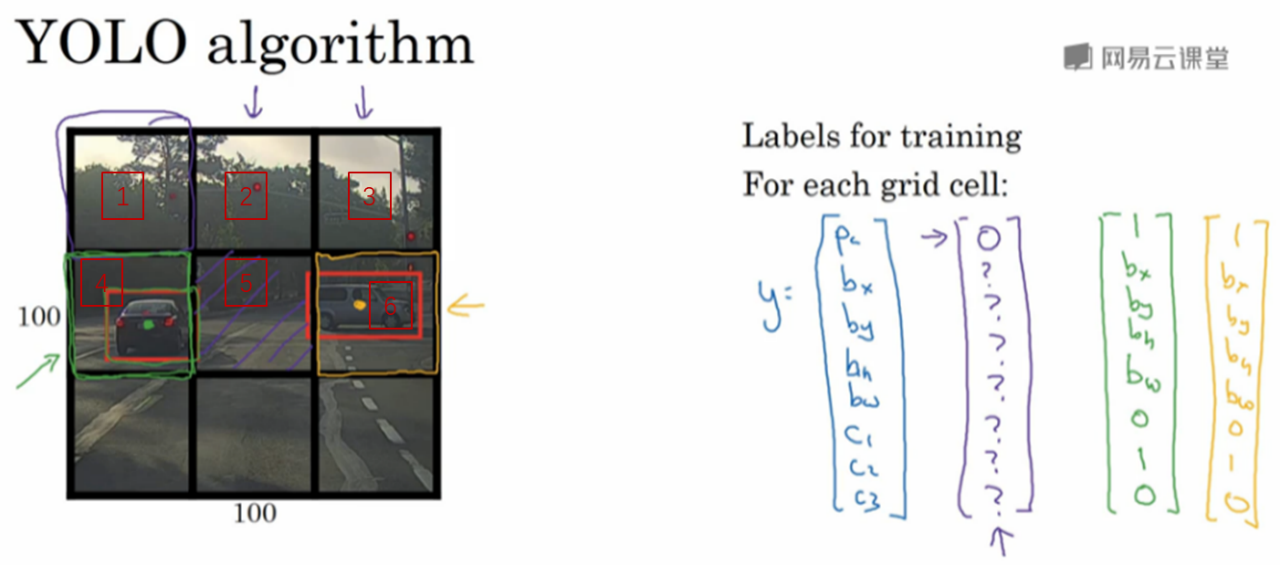 YOLO algorithm
网易云课堂
Labels for training
For each grid cell:
1
2
3
4
5
6
100
100
y=
Pc
bx
by
bh
bw
C1
C2
C3
0
?
?
?
?
?
?
?
1
bx
by
bh
bw
0
1
0
1
bx
by
bh
bw
0
1
0